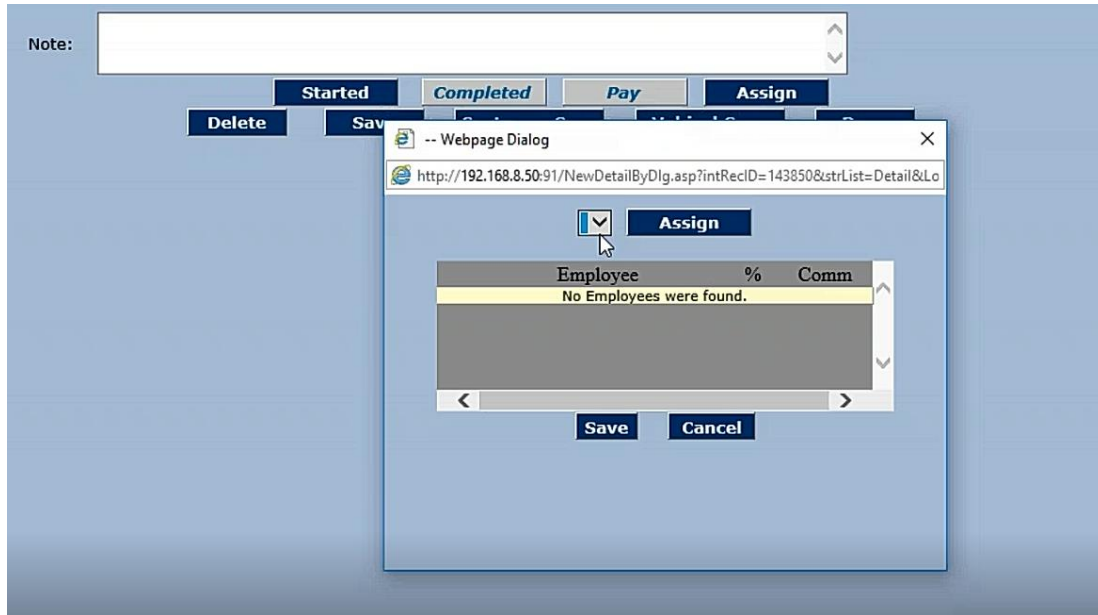 Note:
Started Completed Pay Assign
Delete
-- Webpage Dialog
http://192.168.8.50:91/NewDetailByDlg.asp?intRecID=143850&strList=Detail&Lo
Assign
Employee % Comm
No Employees were found.
Save Cancel